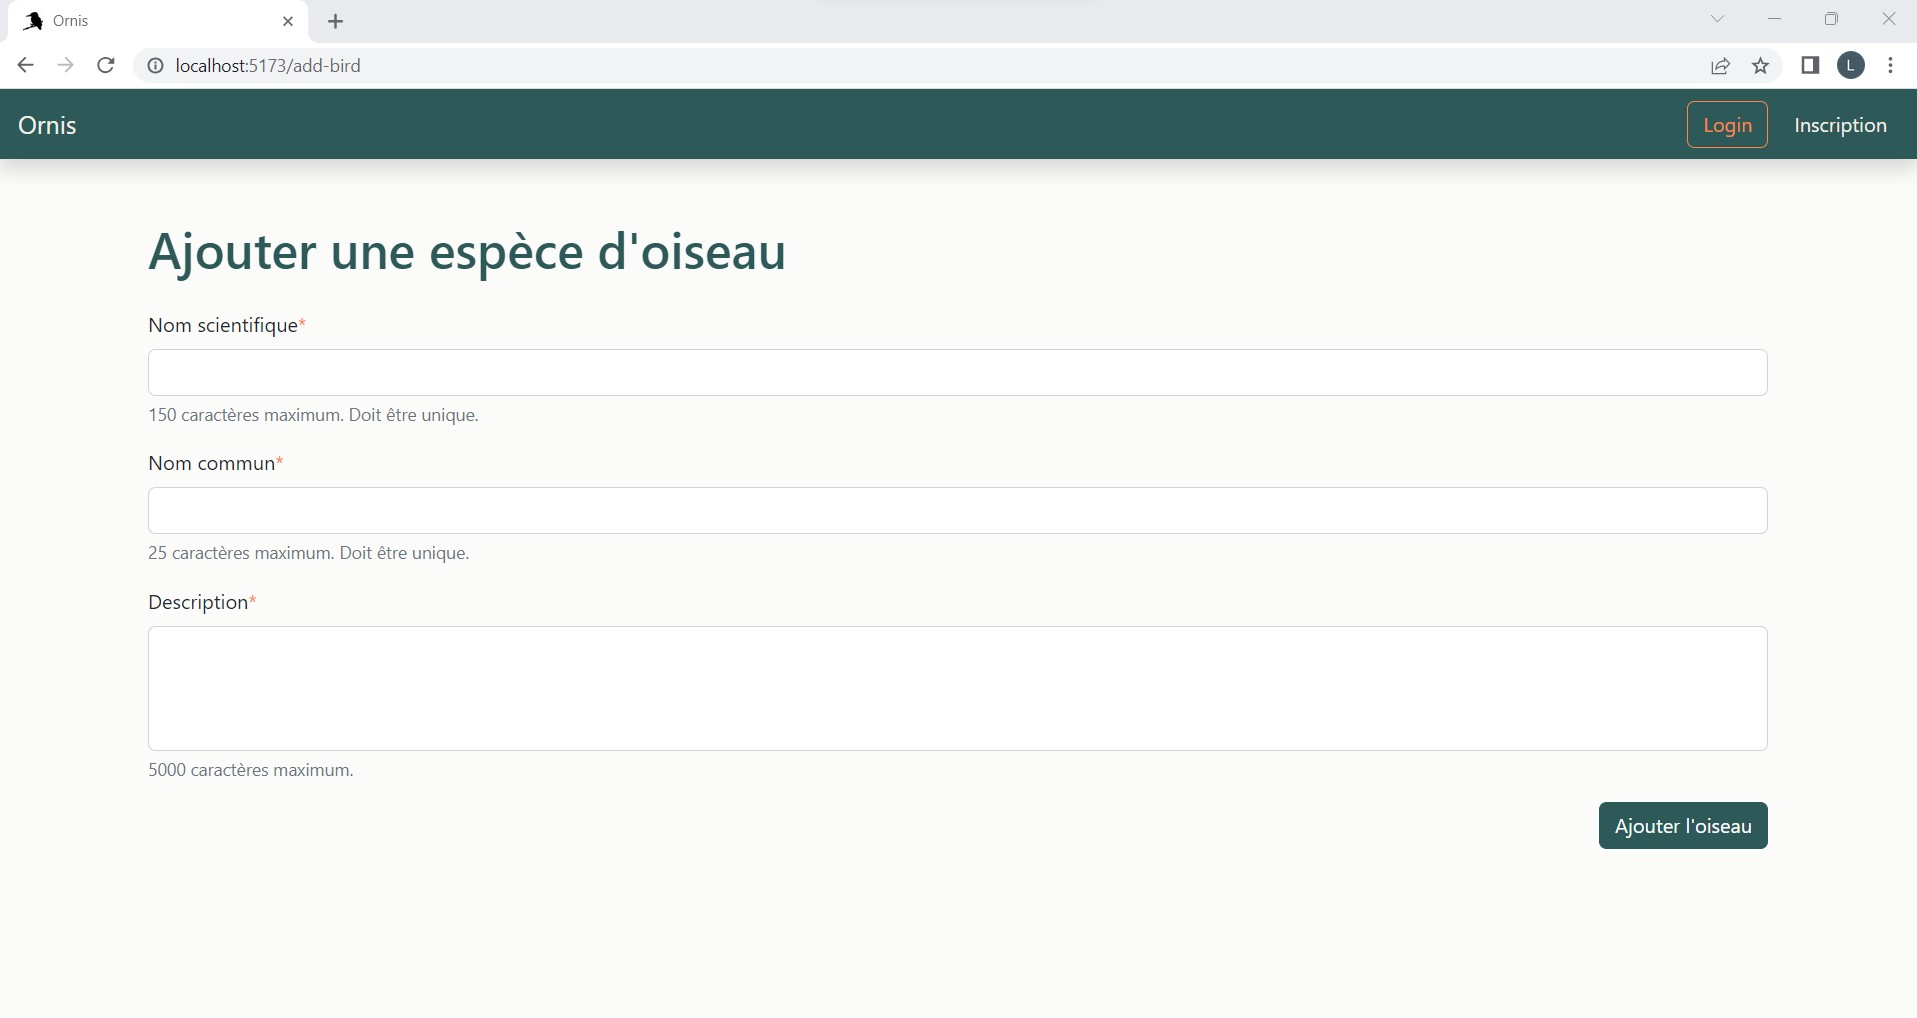 Ornis
localhost:5173/add-bird
L
Ornis
Login
Inscription
Ajouter une espèce d'oiseau
Nom scientifique*
150 caractères maximum. Doit être unique.
Nom commun*
25 caractères maximum. Doit être unique.
Description*
5000 caractères maximum.
Ajouter l'oiseau